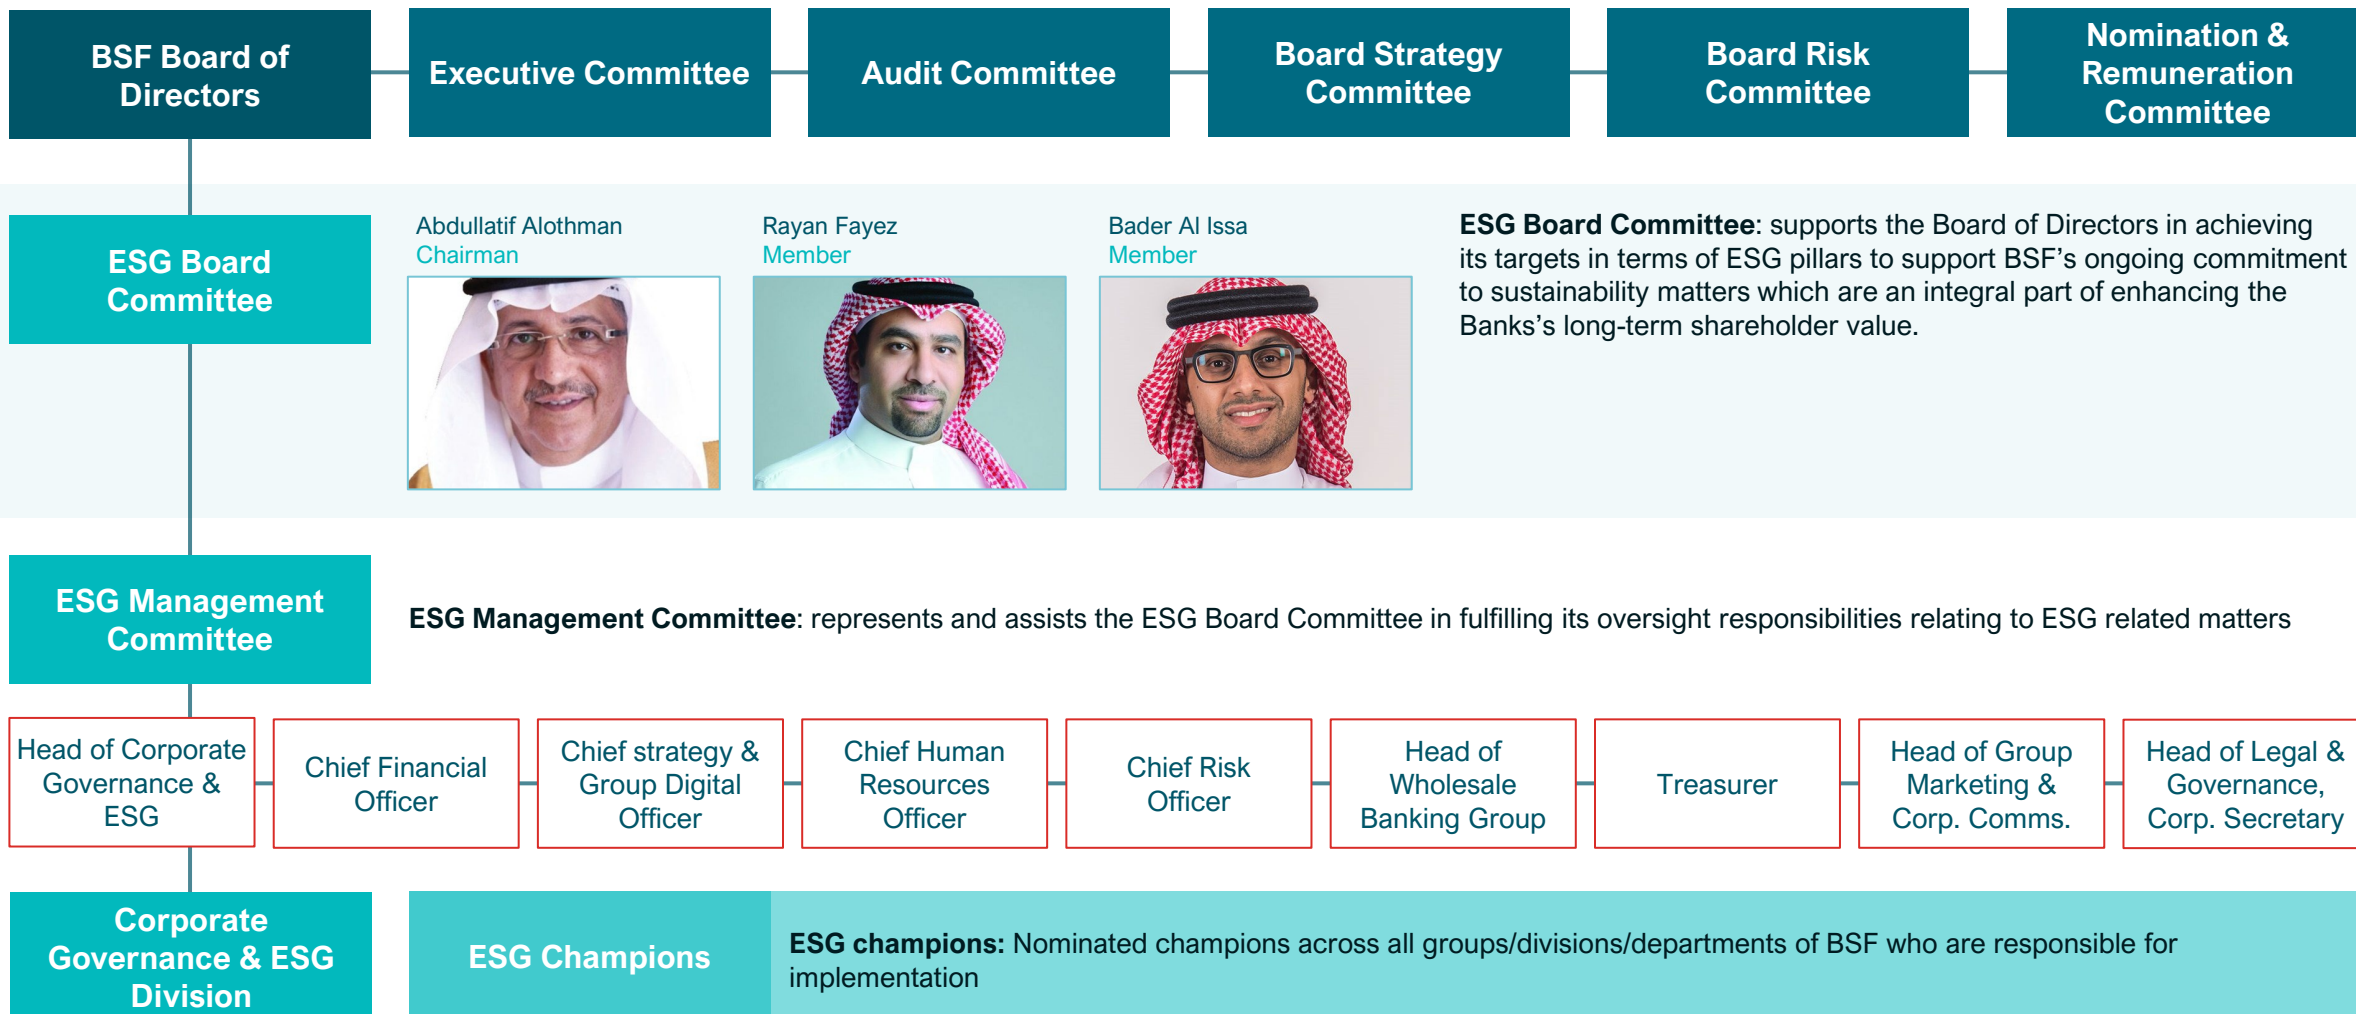 BSF Board of
Directors
Executive Committee
Audit Committee
Board Strategy
Committee
Board Risk
Committee
Nomination &
Remuneration
Committee
ESG Board
Committee
Abdullatif Alothman
Chairman
Rayan Fayez
Member
Bader Al Issa
Member
ESG Board Committee: supports the Board of Directors in achieving
its targets in terms of ESG pillars to support BSF’s ongoing commitment
to sustainability matters which are an integral part of enhancing the
Banks’s long-term shareholder value.
ESG Management
Committee
ESG Management Committee: represents and assists the ESG Board Committee in fulfilling its oversight responsibilities relating to ESG related matters
Head of Corporate
Governance &
ESG
Chief Financial
Officer
Chief strategy &
Group Digital
Officer
Chief Human
Resources
Officer
Chief Risk
Officer
Head of
Wholesale
Banking Group
Treasurer
Head of Group
Marketing &
Corp. Comms.
Head of Legal &
Governance,
Corp. Secretary
Corporate
Governance & ESG
Division
ESG Champions
ESG champions: Nominated champions across all groups/divisions/departments of BSF who are responsible for
implementation